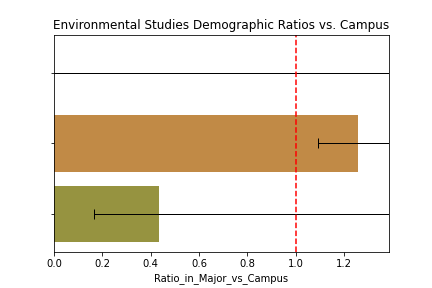 Environmental Studies Demographic Ratios vs. Campus
0.0 0.2 0.4 0.6 0.8 1.0 1.2
Ratio_in_Major_vs_Campus